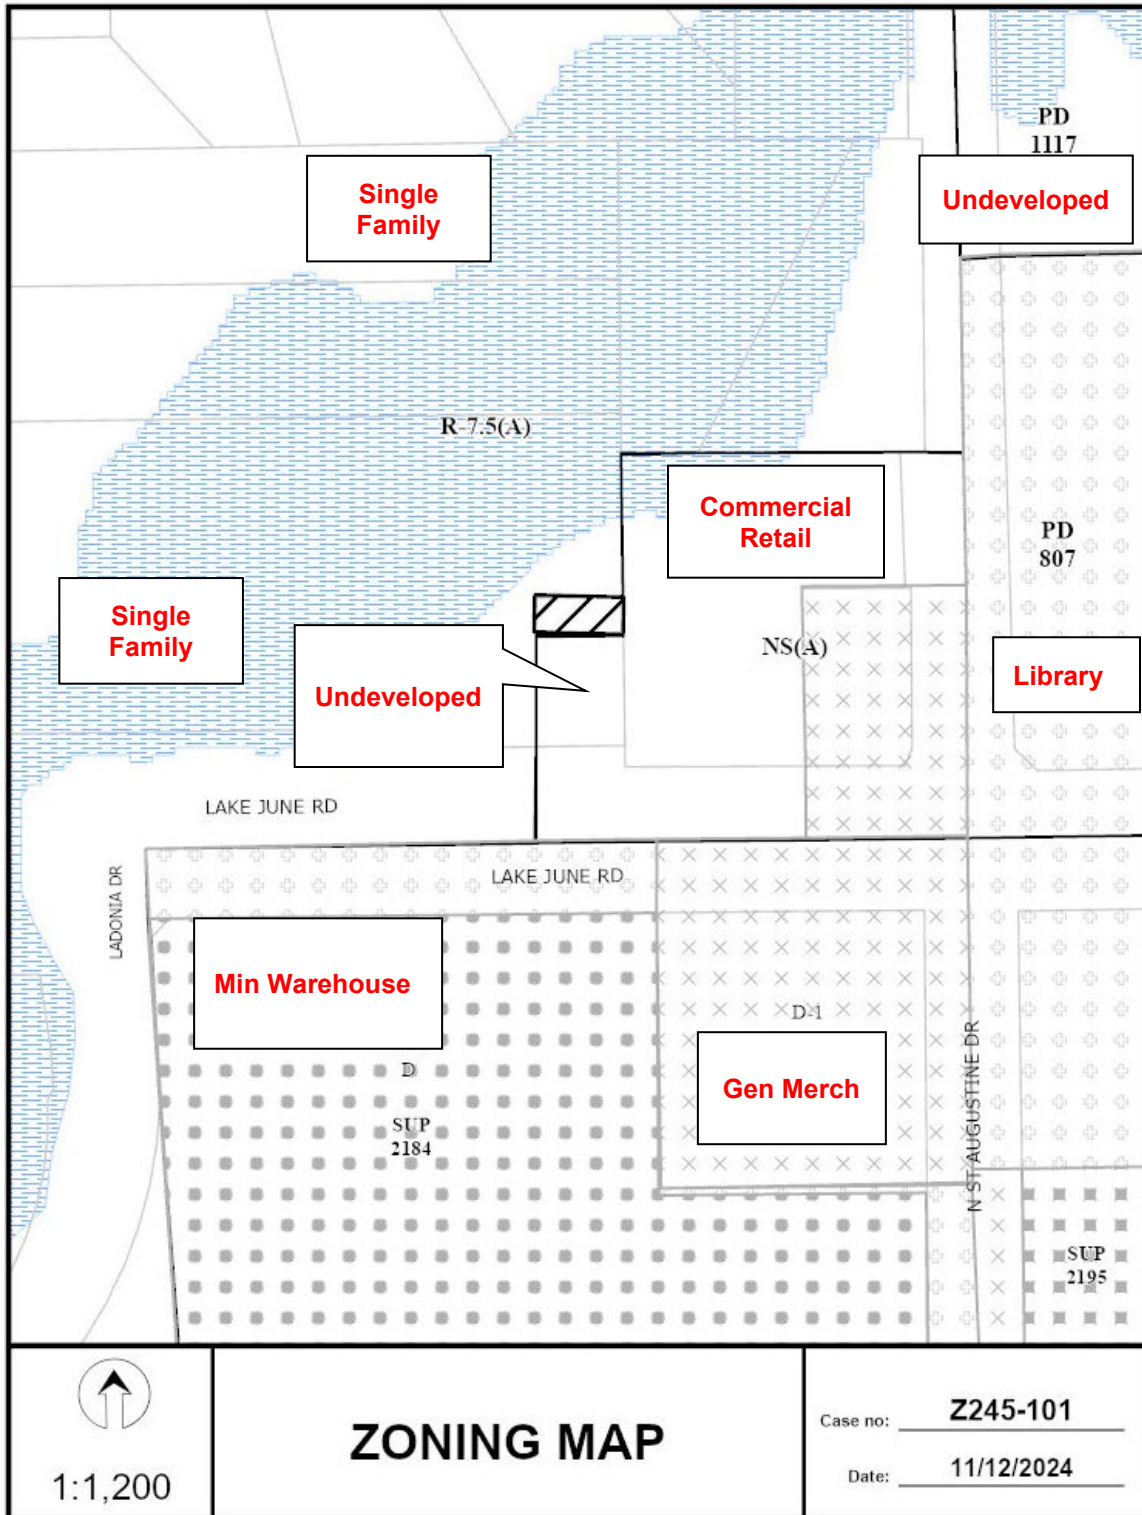 PD
1117
Single
Family
Undeveloped
R-7.5(A)
Commercial
Retail
PD
807
Single
Family
NS(A)
Undeveloped
Library
LAKE JUNE RD
LAKE JUNE RD
LADONIA DR
Min Warehouse
D-1
D
Gen Merch
SUP
2184
N ST AUGUSTINE DR
SUP
2195
1:1,200
ZONING MAP
Case no: Z245-101
Date: 11/12/2024